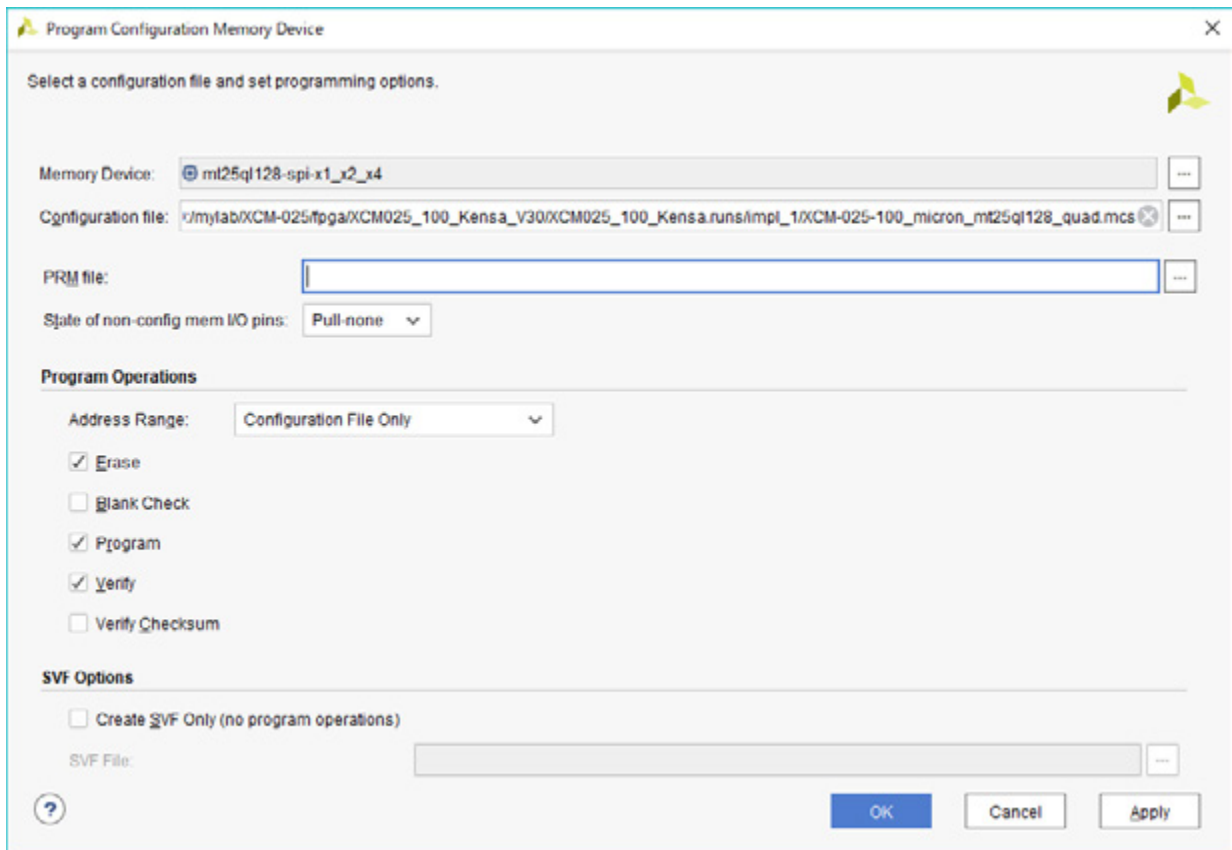 Program Configuration Memory Device
Select a configuration file and set programming options.
Memory Device: mt25ql128-spi-x1_x2_x4 ...
Configuration file: :/mylab/XCM-025/fpga/XCM025_100_Kensa_V30/XCM025_100_Kensa.runs/impl_1/XCM-025-100_micron_mt25ql128_quad.mcs ...
PRM file: ...
State of non-config mem I/O pins: Pull-none
Program Operations
Address Range: Configuration File Only
Erase
Blank Check
Program
Verify
Verify Checksum
SVF Options
Create SVF Only (no program operations)
SVF File: ...
? OK Cancel Apply